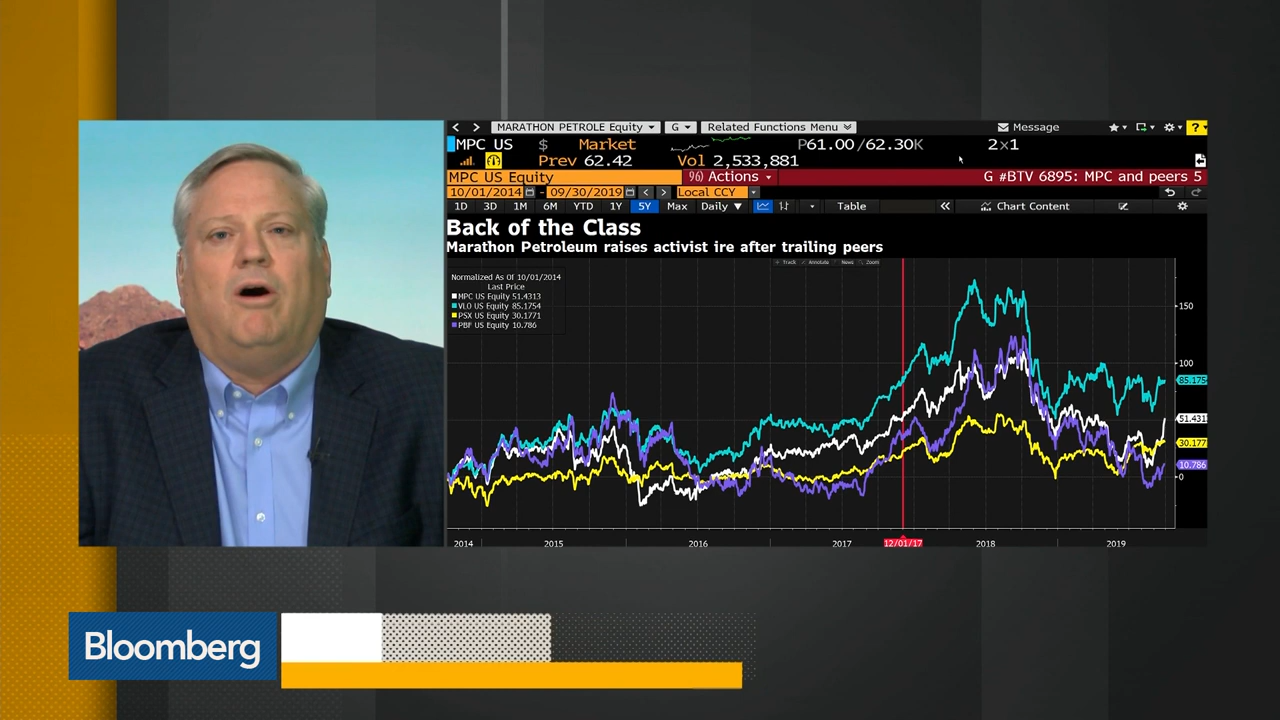 MARATHON PETROLE Equity G Related Functions Menu Message ?
MPC US $ Market P61.00/62.30K 2x1
Prev 62.42 Vol 2,533,881
MPC US Equity 96) Actions G #BTV 6895: MPC and peers 5
10/01/2014 - 09/30/2019 Local CCY
1D 3D 1M 6M YTD 1Y 5Y Max Daily Table Chart Content
Back of the Class
Marathon Petroleum raises activist ire after trailing peers
Track Annotate News Zoom
Normalized As Of 10/01/2014
Last Price
MPC US Equity 51.4313
VLO US Equity 85.1754
PSX US Equity 30.1771
PBF US Equity 10.786
150
100
85.175
51.431
30.177
10.786
0
2014 2015 2016 2017 12/01/17 2018 2019
Bloomberg